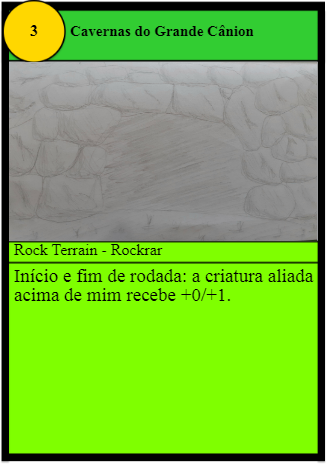 3
Cavernas do Grande Cânion
Rock Terrain - Rockrar
Início e fim de rodada: a criatura aliada
acima de mim recebe +0/+1.